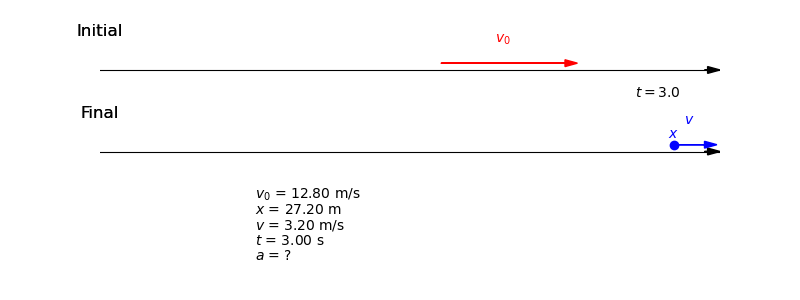 Initial
v₀
t = 3.0
Final
v
x
v₀ = 12.80 m/s
x = 27.20 m
v = 3.20 m/s
t = 3.00 s
a = ?